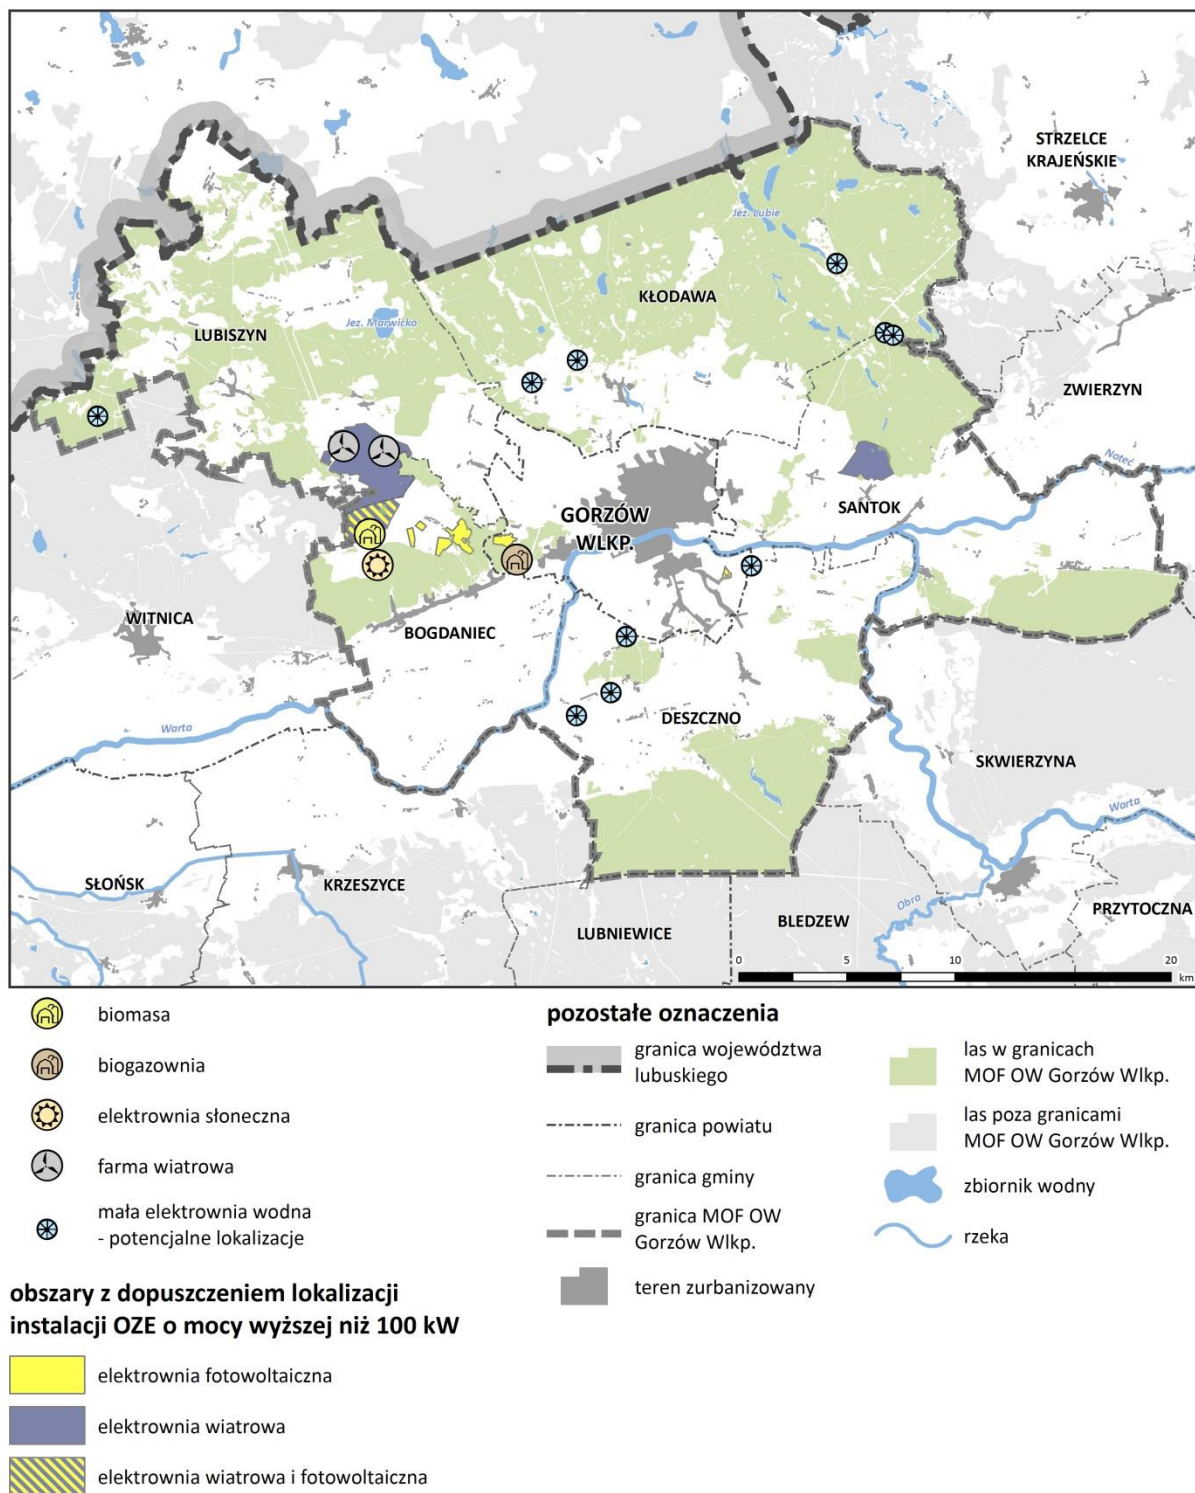 STRZELCE
KRAJEŃSKIE
Jez. Lubie
KŁODAWA
Jez. Marwicko
LUBISZYN
ZWIERZYN
Noteć
SANTOK
GORZÓW
WLKP.
WITNICA
BOGDANIEC
DESZCZNO
Warta
SKWIERZYNA
Warta
SŁOŃSK
KRZESZYCE
Obra
PRZYTOCZNA
LUBNIEWICE
BLEDZEW
0 5 10 20
km
biomasa
biogazownia
elektrownia słoneczna
farma wiatrowa
mała elektrownia wodna
- potencjalne lokalizacje
obszary z dopuszczeniem lokalizacji
instalacji OZE o mocy wyższej niż 100 kW
elektrownia fotowoltaiczna
elektrownia wiatrowa
elektrownia wiatrowa i fotowoltaiczna
pozostałe oznaczenia
granica województwa
lubuskiego
granica powiatu
granica gminy
granica MOF OW
Gorzów Wlkp.
teren zurbanizowany
las w granicach
MOF OW Gorzów Wlkp.
las poza granicami
MOF OW Gorzów Wlkp.
zbiornik wodny
rzeka